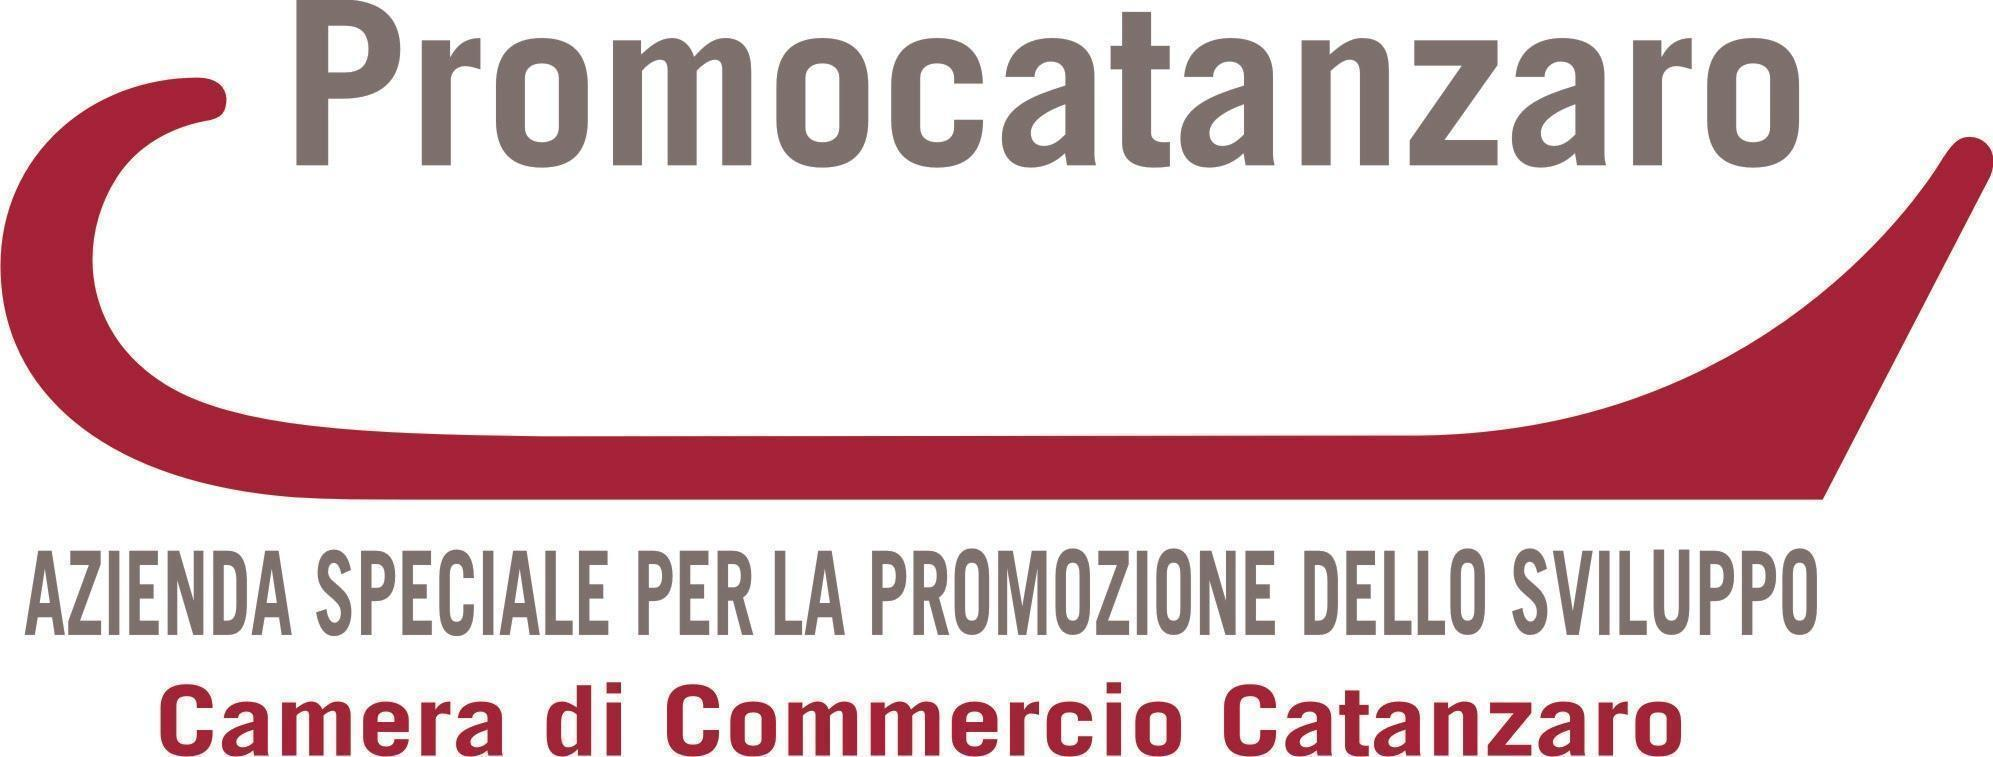 Promocatanzaro
AZIENDA SPECIALE PER LA PROMOZIONE DELLO SVILUPPO
Camera di Commercio Catanzaro